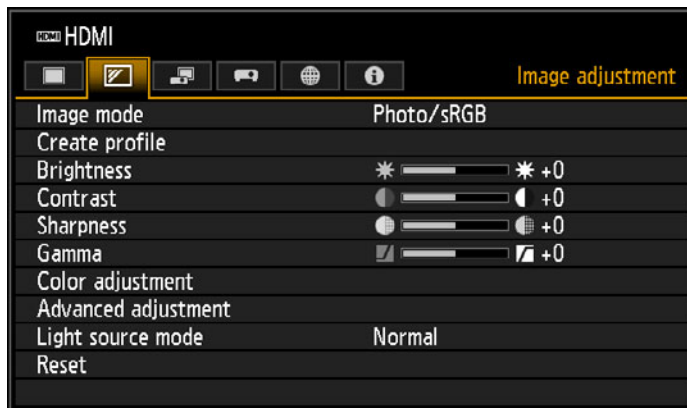 HDMI HDMI
Image adjustment
Image mode Photo/sRGB
Create profile
Brightness +0
Contrast +0
Sharpness +0
Gamma +0
Color adjustment
Advanced adjustment
Light source mode Normal
Reset